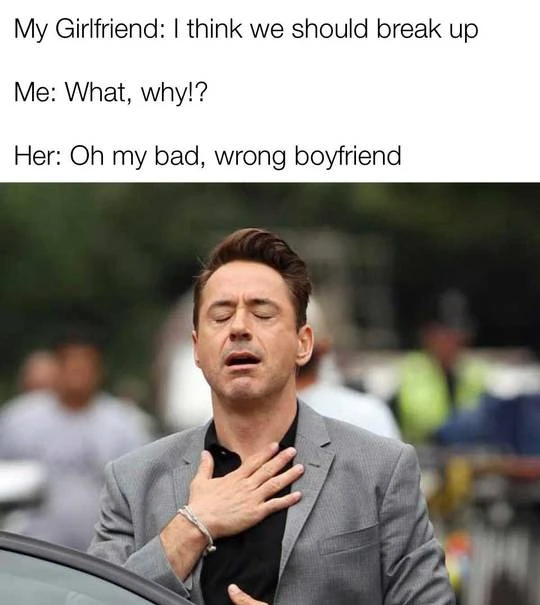 My Girlfriend: I think we should break up
Me: What, why!?
Her: Oh my bad, wrong boyfriend